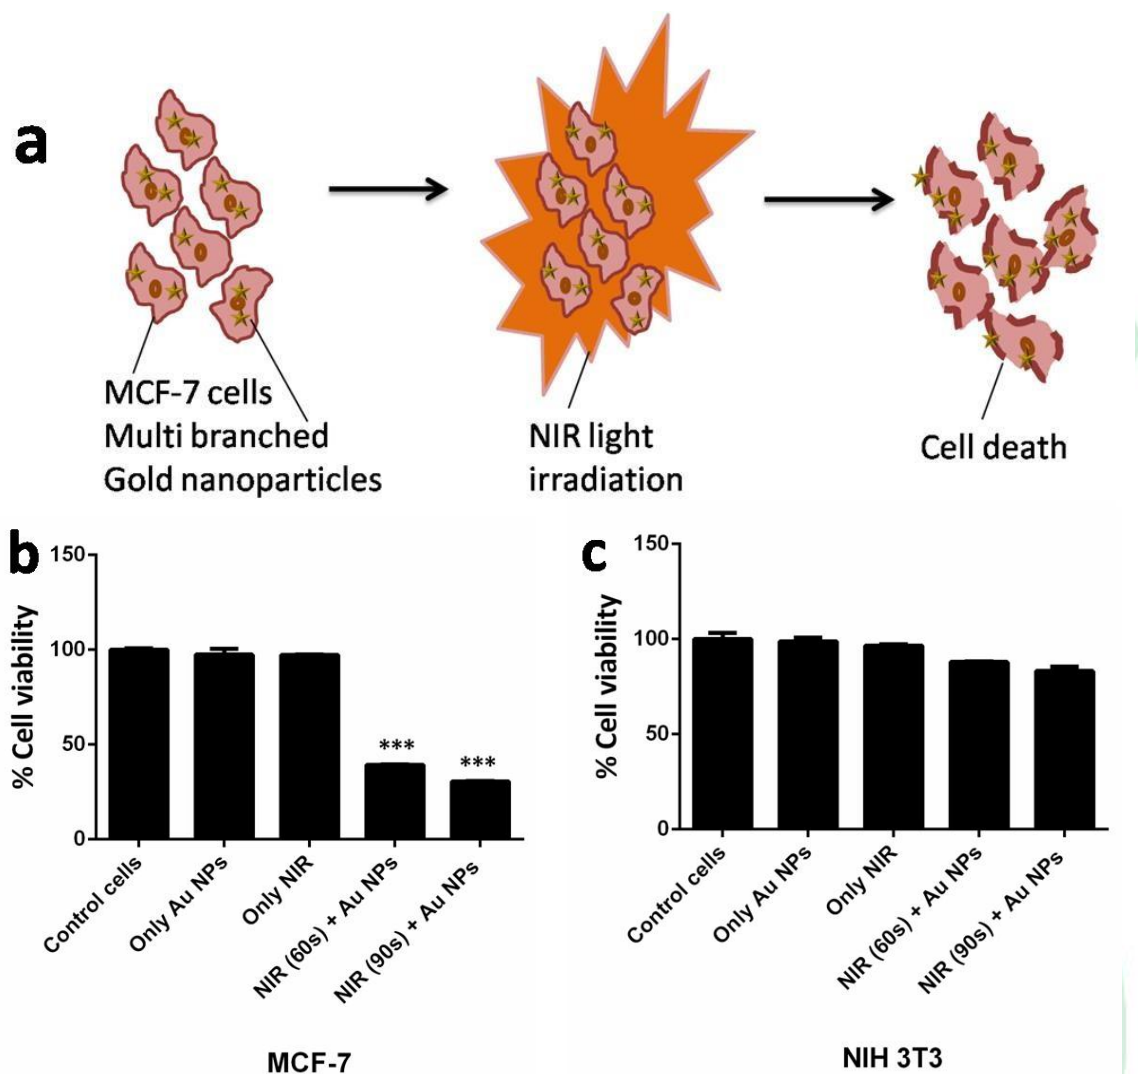 a
MCF-7 cells
Multi branched
Gold nanoparticles
NIR light
irradiation
Cell death
b
% Cell viability
150
100
50
0
***
***
Control cells
Only Au NPs
Only NIR
NIR (60s) + Au NPs
NIR (90s) + Au NPs
MCF-7
c
% Cell viability
150
100
50
0
Control cells
Only Au NPs
Only NIR
NIR (60s) + Au NPs
NIR (90s) + Au NPs
NIH 3T3